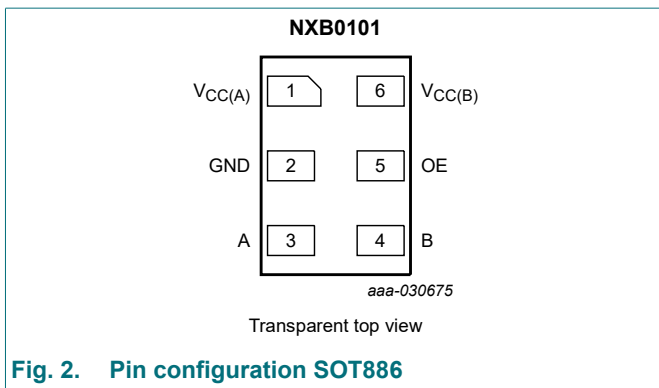 NXB0101
VCC(A) 1 6 VCC(B)
GND 2 5 OE
A 3 4 B
aaa-030675
Transparent top view
Fig. 2. Pin configuration SOT886